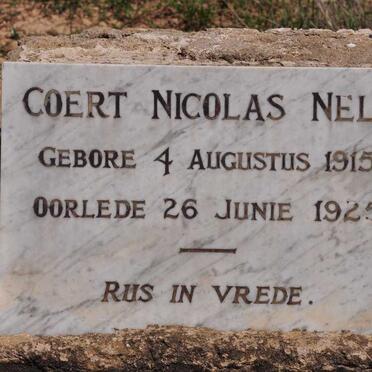 COERT NICOLAS NEL
GEBORE 4 AUGUSTUS 1915
OORLEDE 26 JUNIE
RUS IN VREDE.